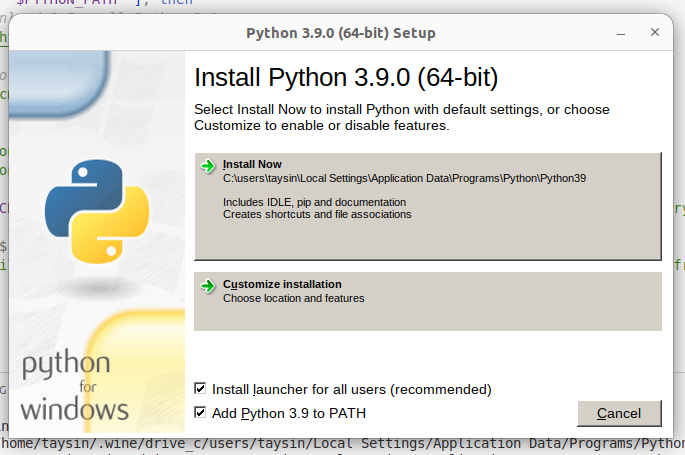 $PYTHON_PATH" ]; then
Python 3.9.0 (64-bit) Setup
Install Python 3.9.0 (64-bit)
Select Install Now to install Python with default settings, or choose
Customize to enable or disable features.
Install Now
C:\users\taysin\Local Settings\Application Data\Programs\Python\Python39
Includes IDLE, pip and documentation
Creates shortcuts and file associations
Customize installation
Choose location and features
python
for
windows
Install launcher for all users (recommended)
Add Python 3.9 to PATH
Cancel
home/taysin/.wine/drive_c/users/taysin/Local Settings/Application Data/Programs/Python